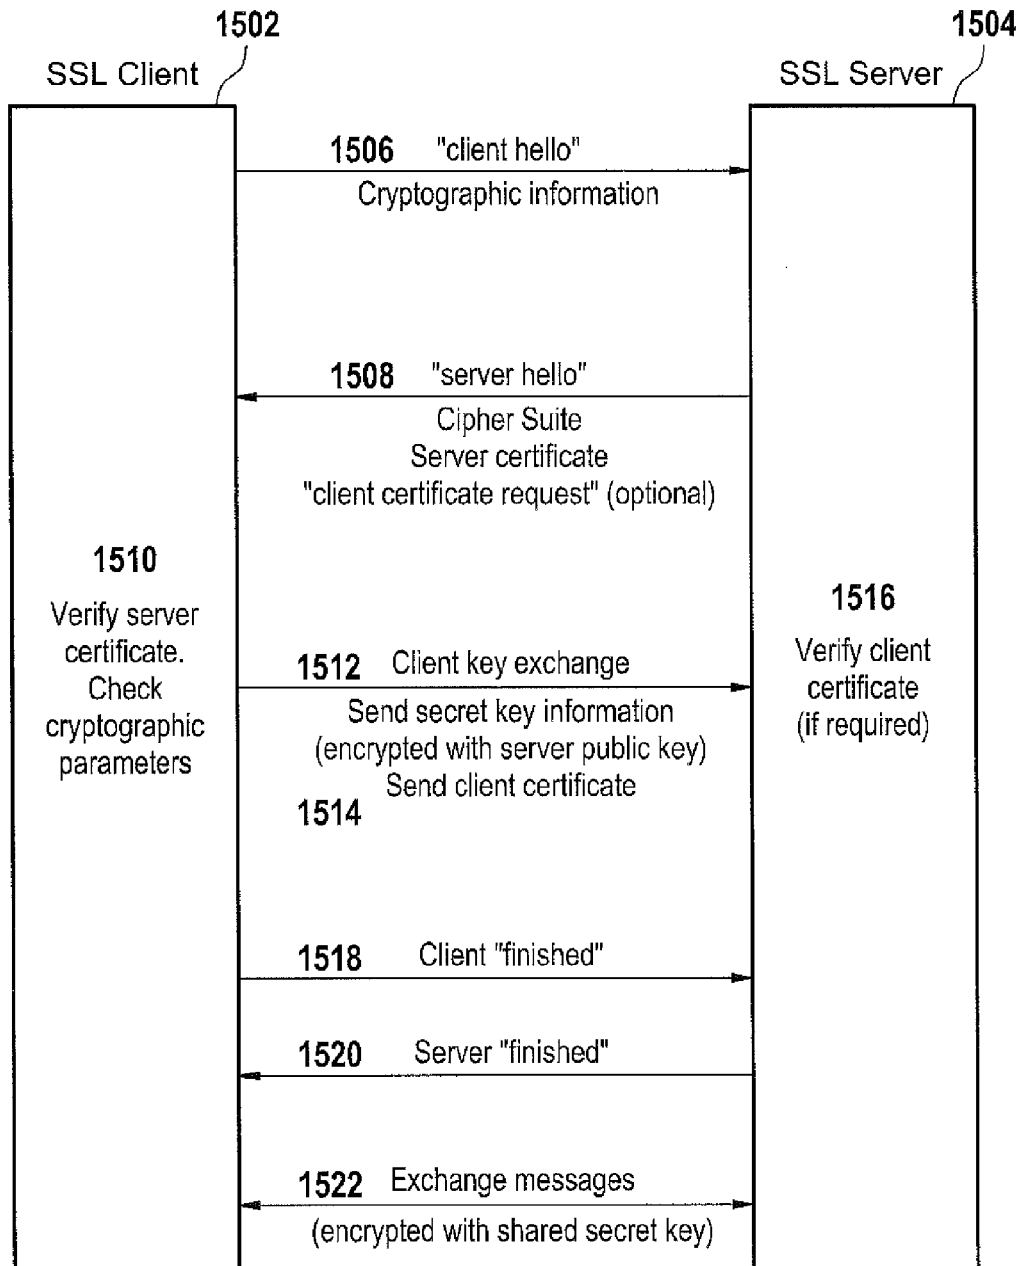 1502
1504
SSL Client
SSL Server
1506 "client hello"
Cryptographic information
1508 "server hello"
Cipher Suite
Server certificate
"client certificate request" (optional)
1510
Verify server
certificate.
Check
cryptographic
parameters
1512 Client key exchange
Send secret key information
(encrypted with server public key)
Send client certificate
1514
1516
Verify client
certificate
(if required)
1518 Client "finished"
1520 Server "finished"
1522 Exchange messages
(encrypted with shared secret key)